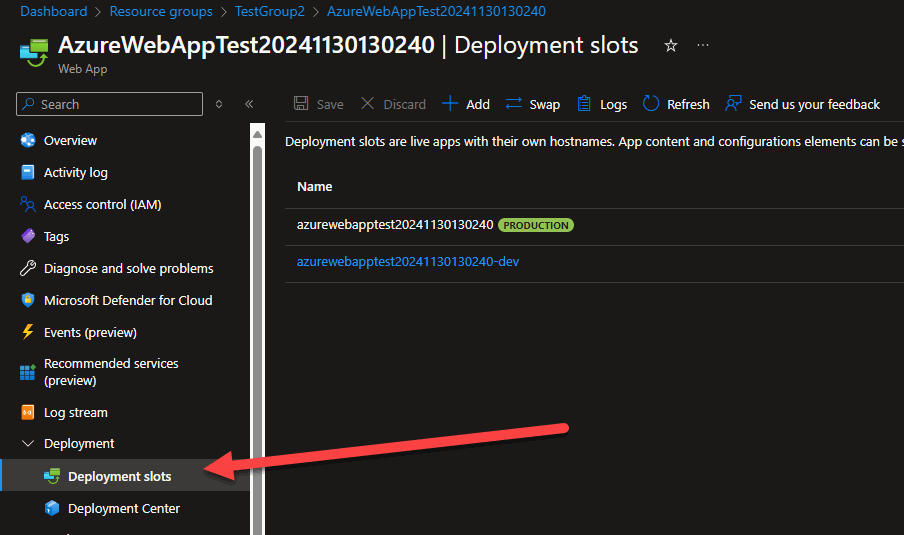 Dashboard > Resource groups > TestGroup2 > AzureWebAppTest20241130130240
AzureWebAppTest20241130130240 | Deployment slots
Web App
Search
Save Discard Add Swap Logs Refresh Send us your feedback
Overview
Activity log
Access control (IAM)
Tags
Diagnose and solve problems
Microsoft Defender for Cloud
Events (preview)
Recommended services
(preview)
Log stream
Deployment
Deployment slots
Deployment Center
Deployment slots are live apps with their own hostnames. App content and configurations elements can be
Name
azurewebapptest20241130130240 PRODUCTION
azurewebapptest20241130130240-dev